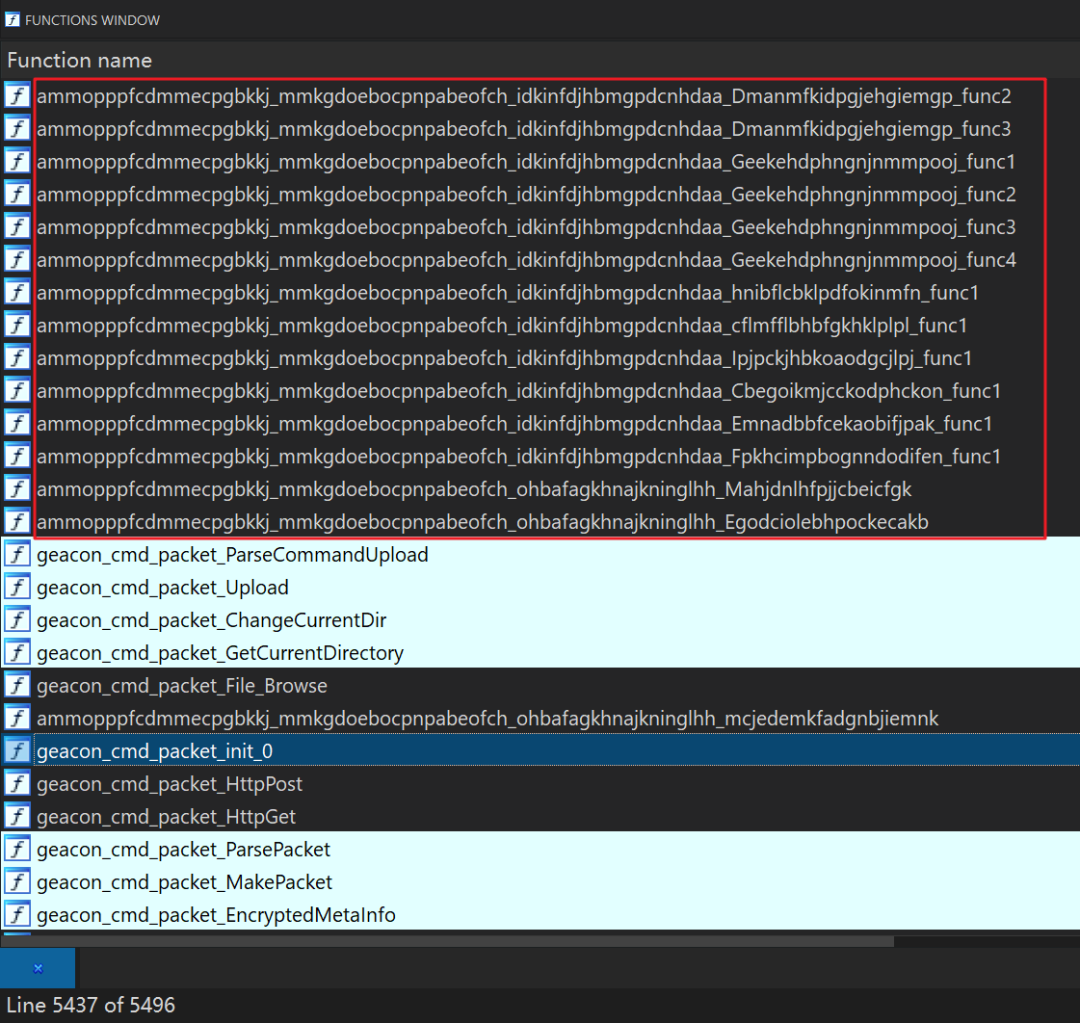 FUNCTIONS WINDOW
Function name
ammopppfcdmmecpgbkkj_mmkgdoebocpnpabeofch_idkinfdjhbmgpdcnhdaa_Dmanmfkidpgjehgiemgp_func2
ammopppfcdmmecpgbkkj_mmkgdoebocpnpabeofch_idkinfdjhbmgpdcnhdaa_Dmanmfkidpgjehgiemgp_func3
ammopppfcdmmecpgbkkj_mmkgdoebocpnpabeofch_idkinfdjhbmgpdcnhdaa_Geekehdphngnjnmmpooj_func1
ammopppfcdmmecpgbkkj_mmkgdoebocpnpabeofch_idkinfdjhbmgpdcnhdaa_Geekehdphngnjnmmpooj_func2
ammopppfcdmmecpgbkkj_mmkgdoebocpnpabeofch_idkinfdjhbmgpdcnhdaa_Geekehdphngnjnmmpooj_func3
ammopppfcdmmecpgbkkj_mmkgdoebocpnpabeofch_idkinfdjhbmgpdcnhdaa_Geekehdphngnjnmmpooj_func4
ammopppfcdmmecpgbkkj_mmkgdoebocpnpabeofch_idkinfdjhbmgpdcnhdaa_hnibflcbklpdfokinmfn_func1
ammopppfcdmmecpgbkkj_mmkgdoebocpnpabeofch_idkinfdjhbmgpdcnhdaa_cflmfflbhbfgkhklplpl_func1
ammopppfcdmmecpgbkkj_mmkgdoebocpnpabeofch_idkinfdjhbmgpdcnhdaa_Ipjpckjhbkoaodgcjlpj_func1
ammopppfcdmmecpgbkkj_mmkgdoebocpnpabeofch_idkinfdjhbmgpdcnhdaa_Cbegoikmjcckodphckon_func1
ammopppfcdmmecpgbkkj_mmkgdoebocpnpabeofch_idkinfdjhbmgpdcnhdaa_Emnadbbfcekaobifjpak_func1
ammopppfcdmmecpgbkkj_mmkgdoebocpnpabeofch_idkinfdjhbmgpdcnhdaa_Fpkhcimpbognndodifen_func1
ammopppfcdmmecpgbkkj_mmkgdoebocpnpabeofch_ohbafagkhnajkninglhh_Mahjdnlhfpjjcbeicfgk
ammopppfcdmmecpgbkkj_mmkgdoebocpnpabeofch_ohbafagkhnajkninglhh_Egodciolebhpockecakb
geacon_cmd_packet_ParseCommandUpload
geacon_cmd_packet_Upload
geacon_cmd_packet_ChangeCurrentDir
geacon_cmd_packet_GetCurrentDirectory
geacon_cmd_packet_File_Browse
ammopppfcdmmecpgbkkj_mmkgdoebocpnpabeofch_ohbafagkhnajkninglhh_mcjedemkfadgnbjiemnk
geacon_cmd_packet_init_0
geacon_cmd_packet_HttpPost
geacon_cmd_packet_HttpGet
geacon_cmd_packet_ParsePacket
geacon_cmd_packet_MakePacket
geacon_cmd_packet_EncryptedMetaInfo
Line 5437 of 5496